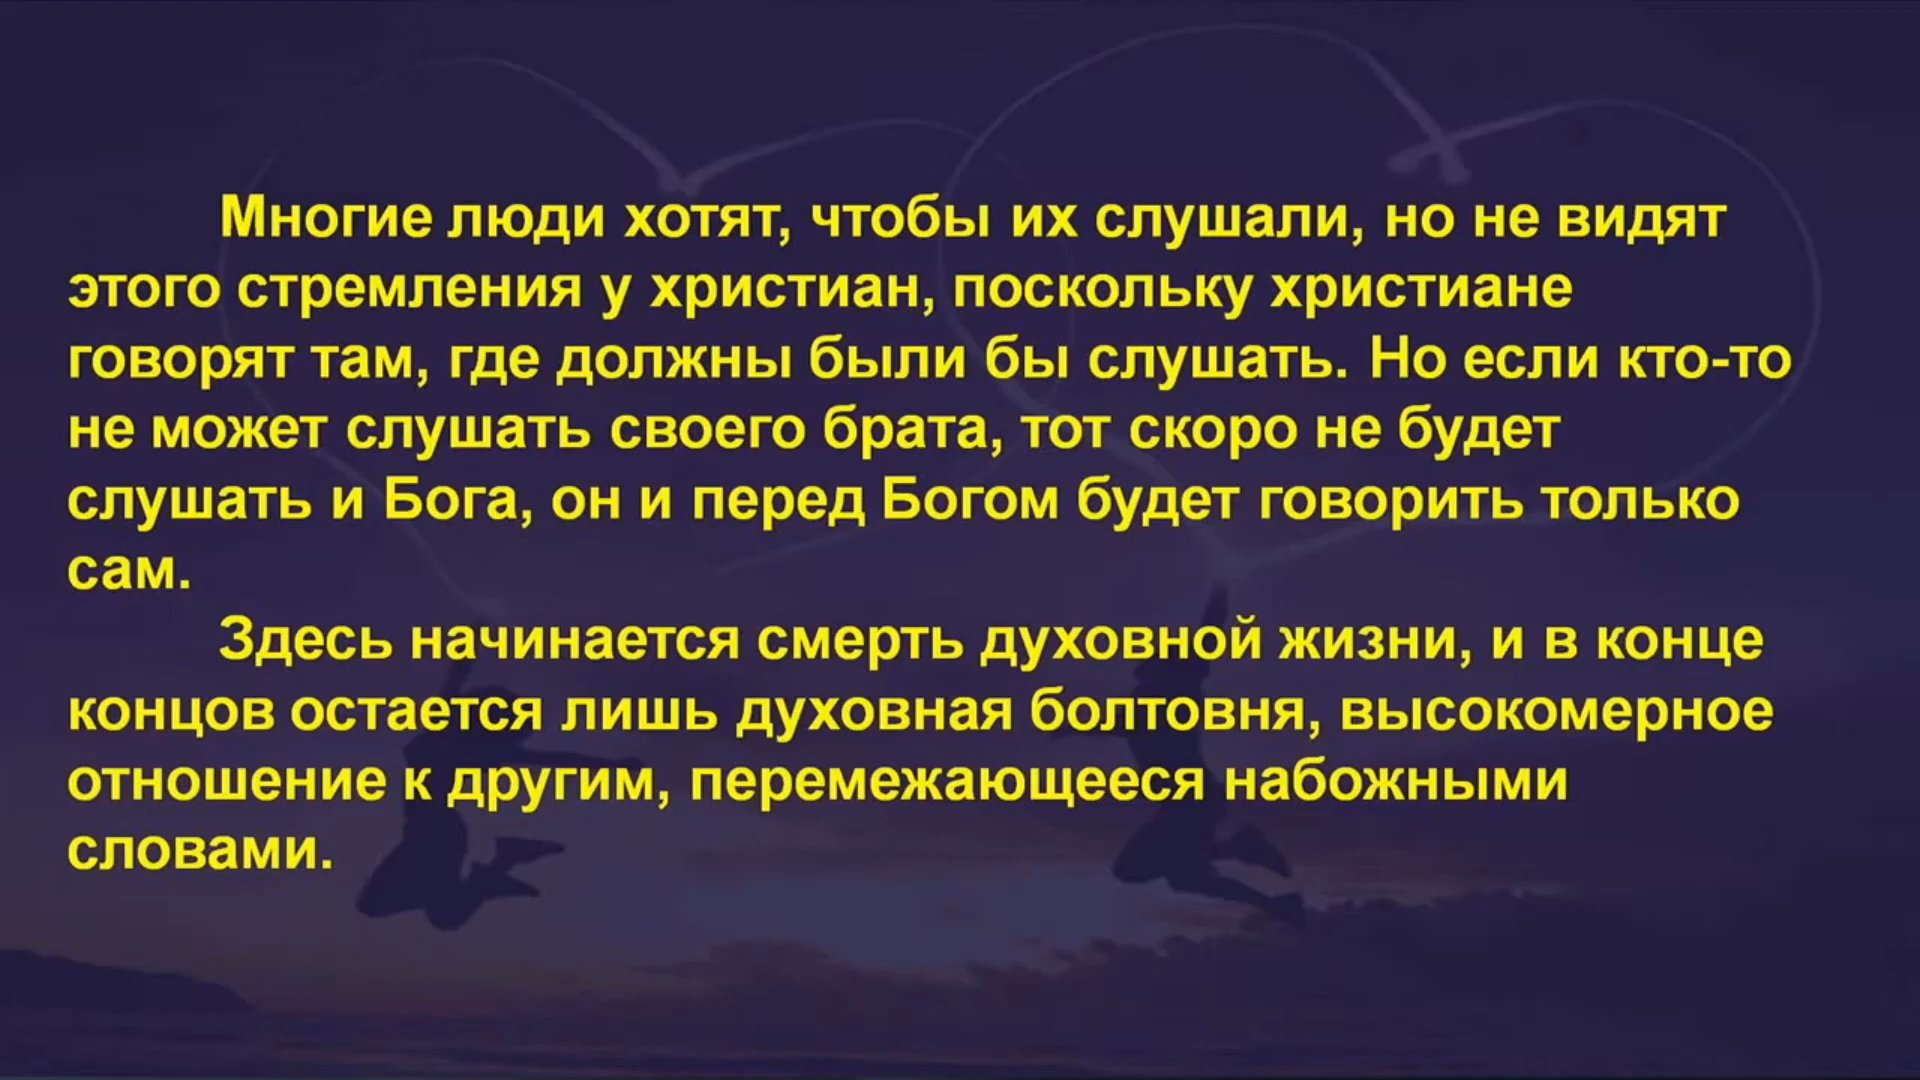 Многие люди хотят, чтобы их слушали, но не видят
этого стремления у христиан, поскольку христиане
говорят там, где должны были бы слушать. Но если кто-то
не может слушать своего брата, тот скоро не будет
слушать и Бога, он и перед Богом будет говорить только
сам.
Здесь начинается смерть духовной жизни, и в конце
концов остается лишь духовная болтовня, высокомерное
отношение к другим, перемежающееся набожными
словами.